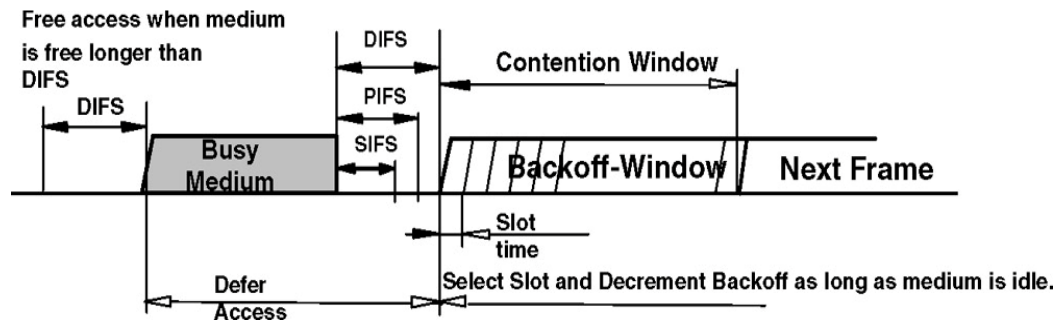 Free access when medium
is free longer than
DIFS
DIFS
DIFS
Contention Window
PIFS
SIFS
Busy
Medium
Backoff-Window
Next Frame
Slot
time
Defer
Access
Select Slot and Decrement Backoff as long as medium is idle.